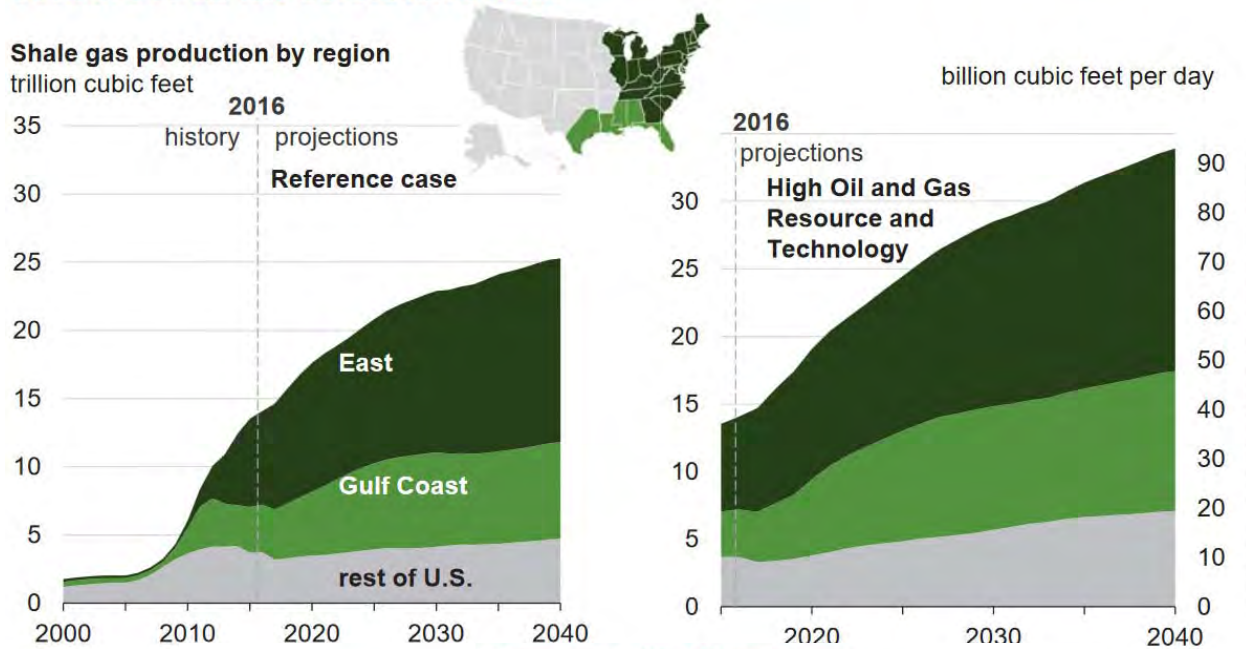 Shale gas production by region
trillion cubic feet
billion cubic feet per day
2016
history projections
Reference case
35
30
25
20
15
10
5
0
East
Gulf Coast
rest of U.S.
2000 2010 2020 2030 2040
2016
projections
High Oil and Gas
Resource and
Technology
30
25
20
15
10
5
0
90
80
70
60
50
40
30
20
10
0
2020 2030 2040